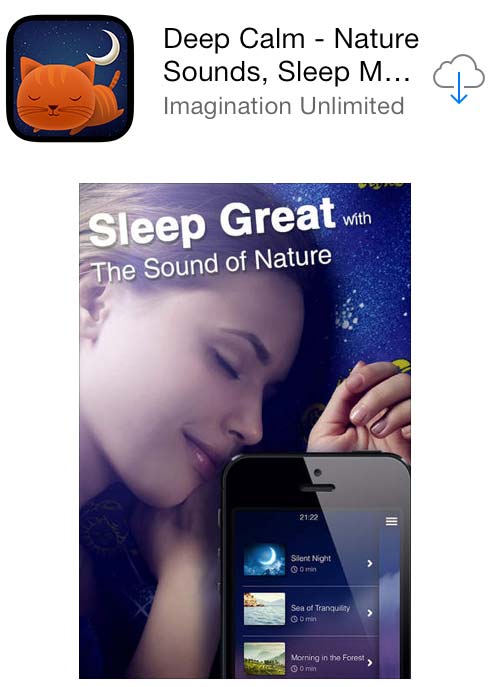 Deep Calm - Nature
Sounds, Sleep M...
Imagination Unlimited
Sleep Great with
The Sound of Nature
21:22
Silent Night
0 min
Sea of Tranquility
0 min
Morning in the Forest
0 min